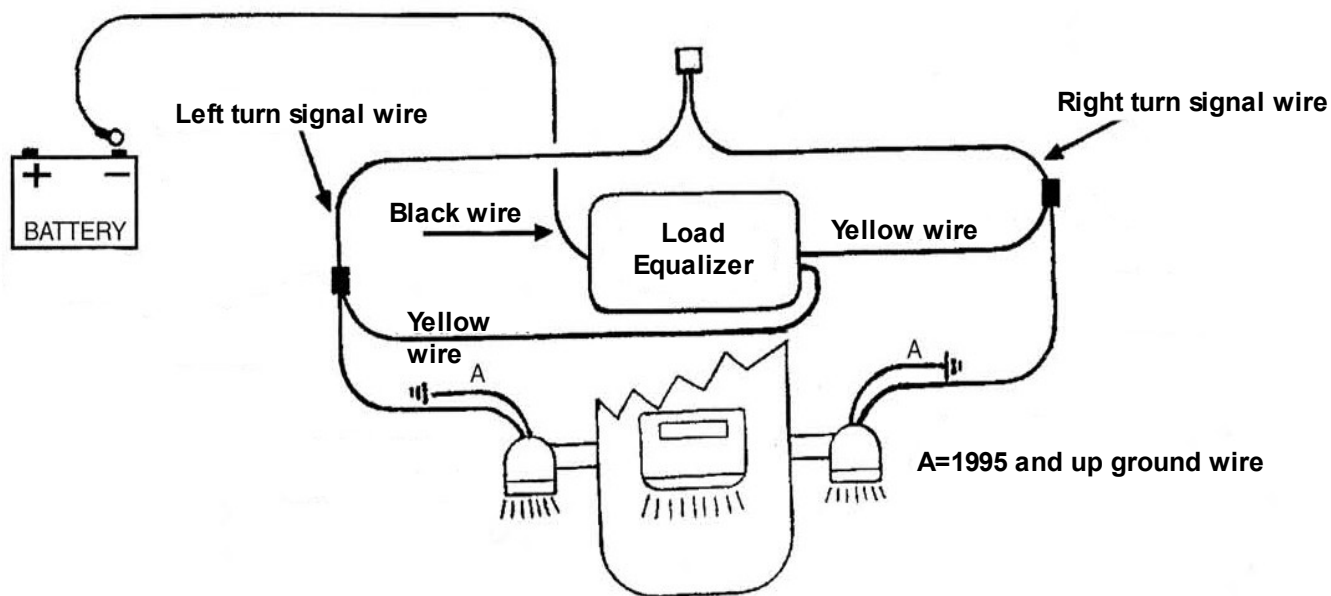 Left turn signal wire
Right turn signal wire
+ -
BATTERY
Black wire
Load
Equalizer
Yellow wire
Yellow
wire
A
A
A=1995 and up ground wire